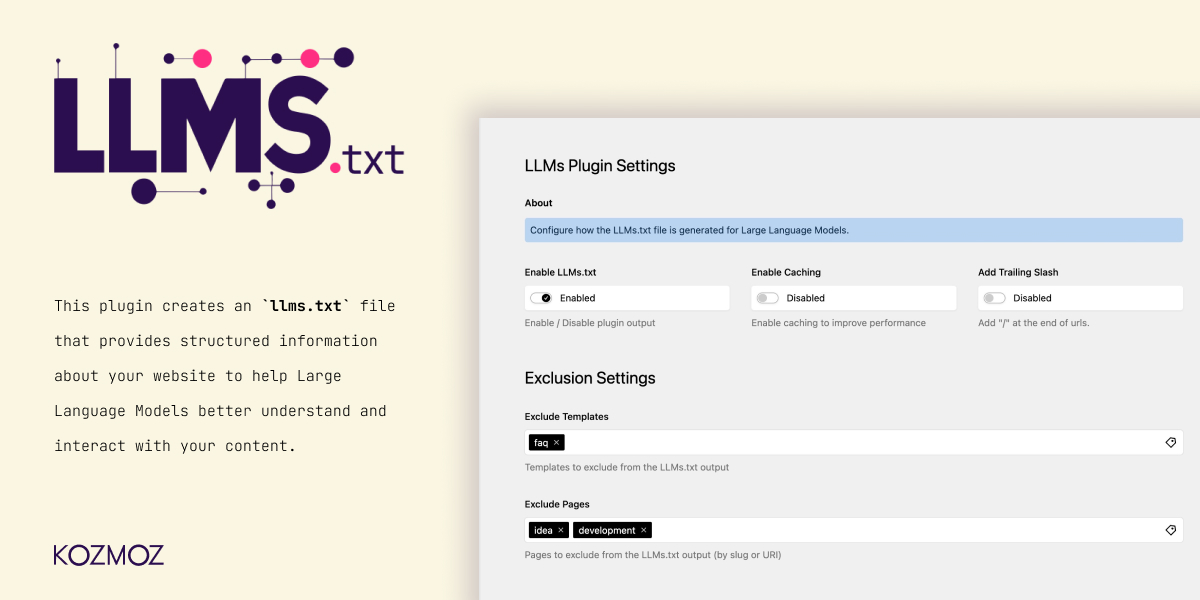 LLMS.txt
This plugin creates an `llms.txt` file
that provides structured information
about your website to help Large
Language Models better understand and
interact with your content.
KOZMOZ
LLMs Plugin Settings
About
Configure how the LLMs.txt file is generated for Large Language Models.
Enable LLMs.txt Enable Caching Add Trailing Slash
Enabled Disabled Disabled
Enable / Disable plugin output Enable caching to improve performance Add "/" at the end of urls.
Exclusion Settings
Exclude Templates
faq ×
Templates to exclude from the LLMs.txt output
Exclude Pages
idea × development ×
Pages to exclude from the LLMs.txt output (by slug or URI)